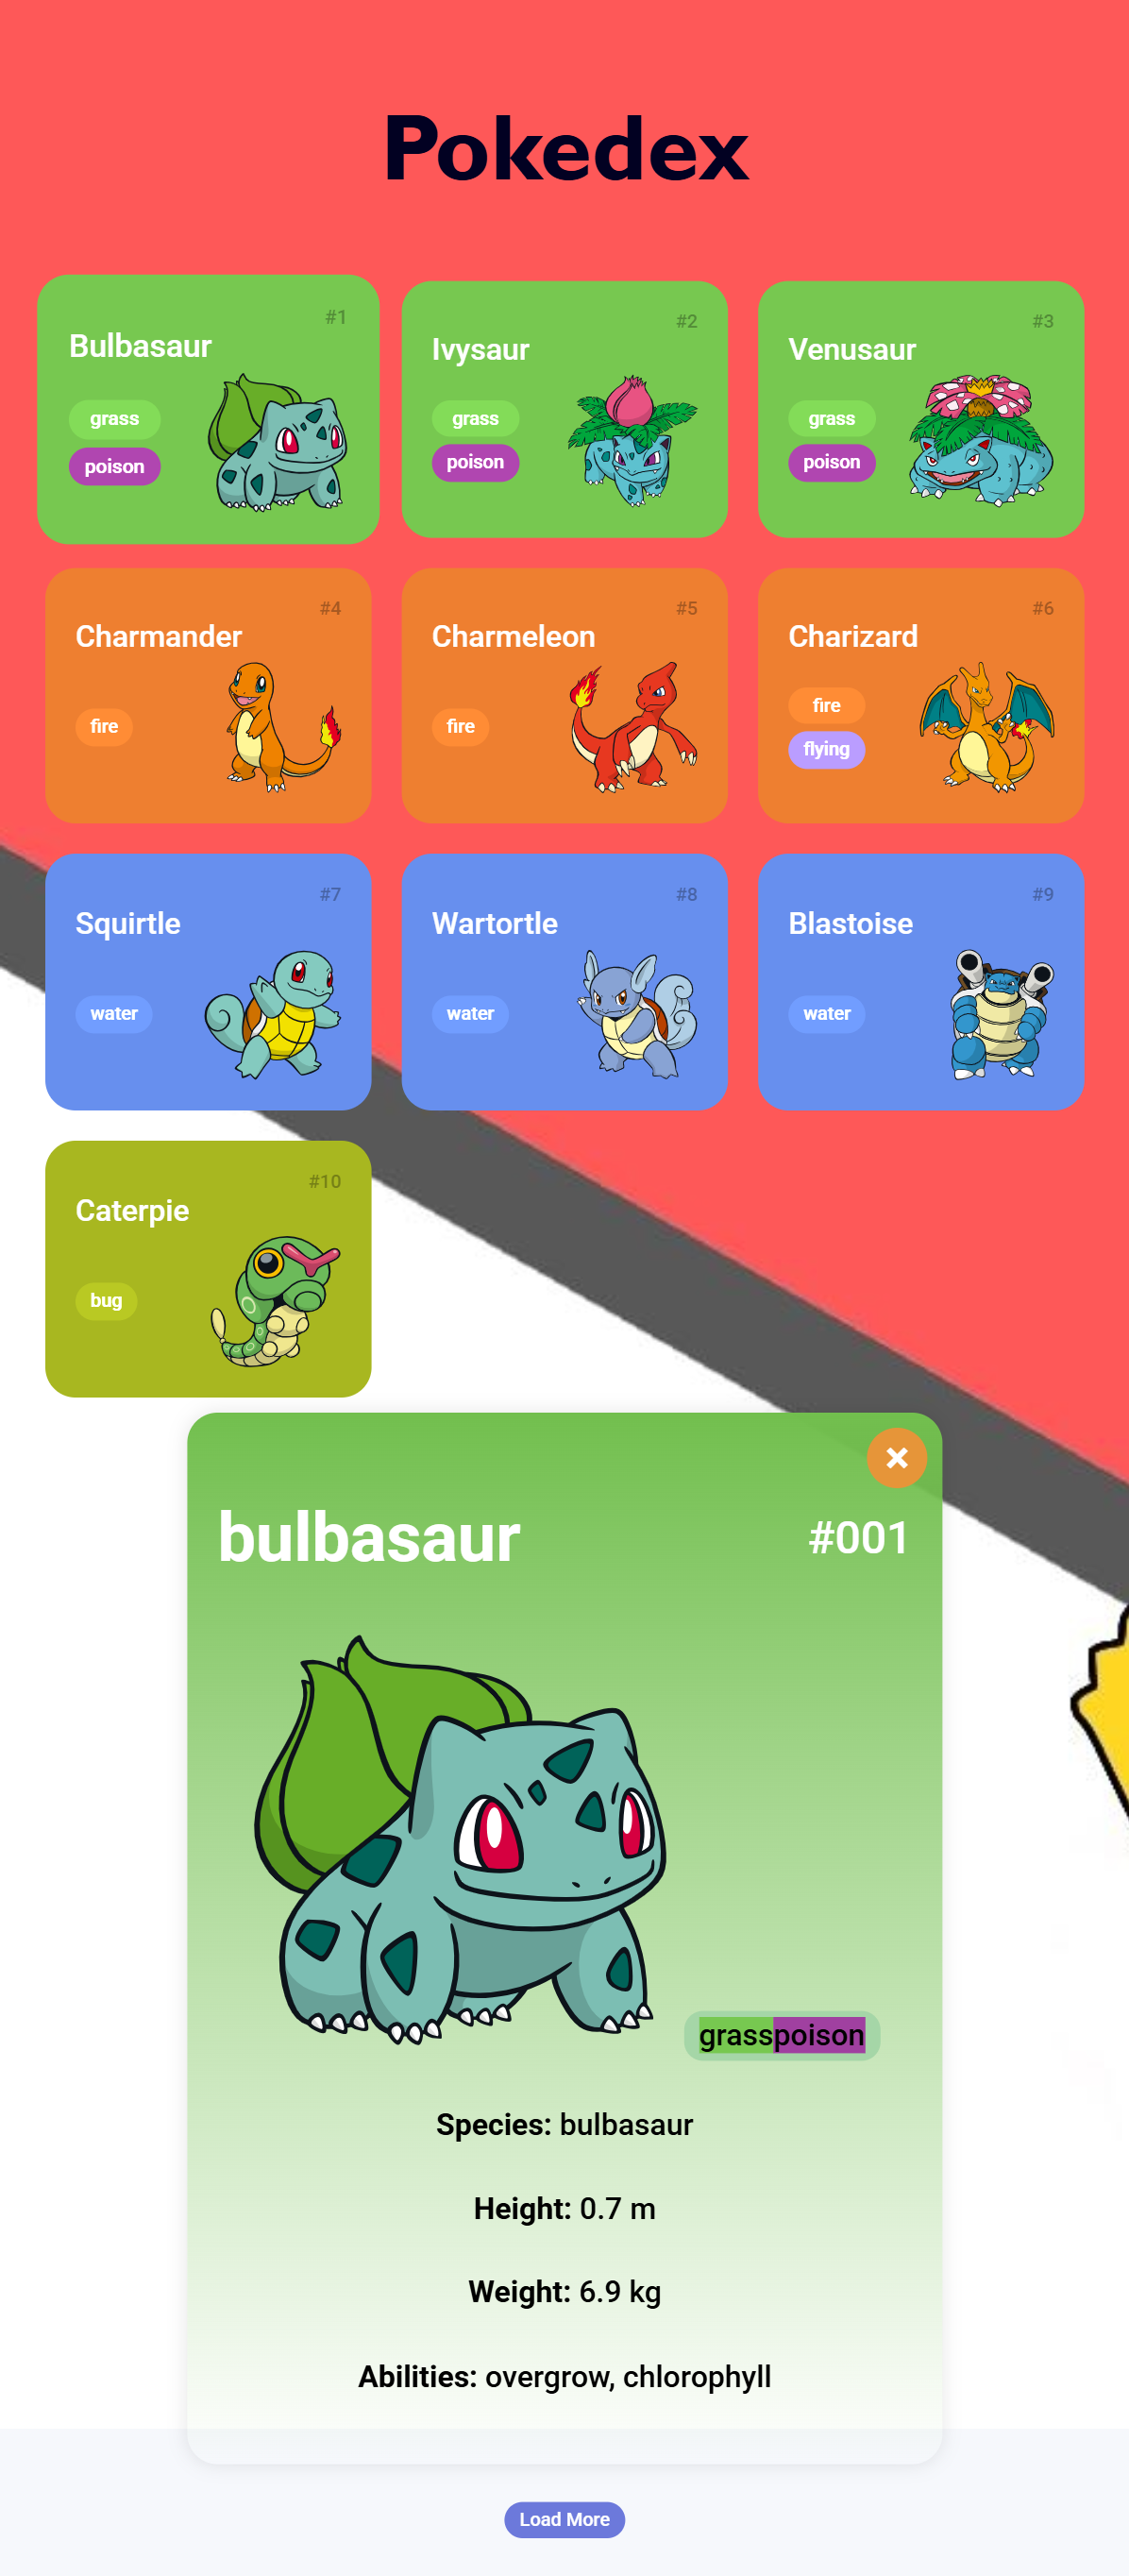 Pokedex
#1
Bulbasaur
grass
poison
#2
Ivysaur
grass
poison
#3
Venusaur
grass
poison
#4
Charmander
fire
#5
Charmeleon
fire
#6
Charizard
fire
flying
#7
Squirtle
water
#8
Wartortle
water
#9
Blastoise
water
#10
Caterpie
bug
bulbasaur #001
grasspoison
Species: bulbasaur
Height: 0.7 m
Weight: 6.9 kg
Abilities: overgrow, chlorophyll
Load More